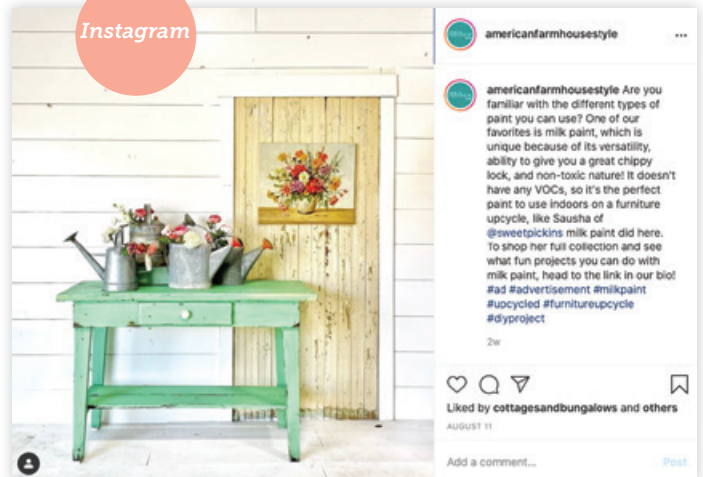 Instagram
americanfarmhousestyle
americanfarmhousestyle Are you
familiar with the different types of
paint you can use? One of our
favorites is milk paint, which is
unique because of its versatility,
ability to give you a great chippy
lock, and non-toxic nature! It doesn't
have any VOCs, so it's the perfect
paint to use indoors on a furniture
upcycle, like Sausha of
@sweetpickins milk paint did here.
To shop her full collection and see
what fun projects you can do with
milk paint, head to the link in our bio!
#ad #advertisement #milkpaint
#upcycled #furnitureupcycle
#diyproject
2w
Liked by cottagesandbungalows and others
AUGUST 11
Add a comment...
Post